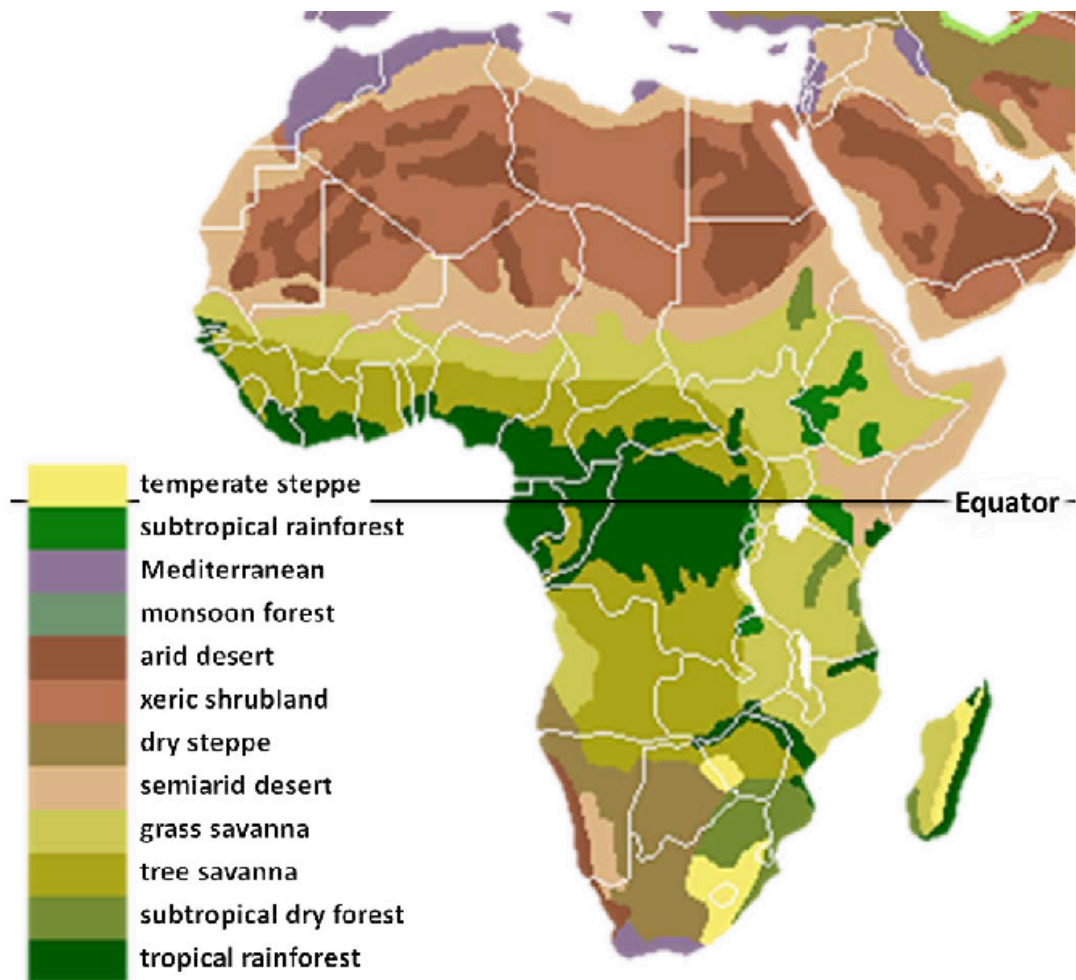 temperate steppe
Equator
subtropical rainforest
Mediterranean
monsoon forest
arid desert
xeric shrubland
dry steppe
semiarid desert
grass savanna
tree savanna
subtropical dry forest
tropical rainforest